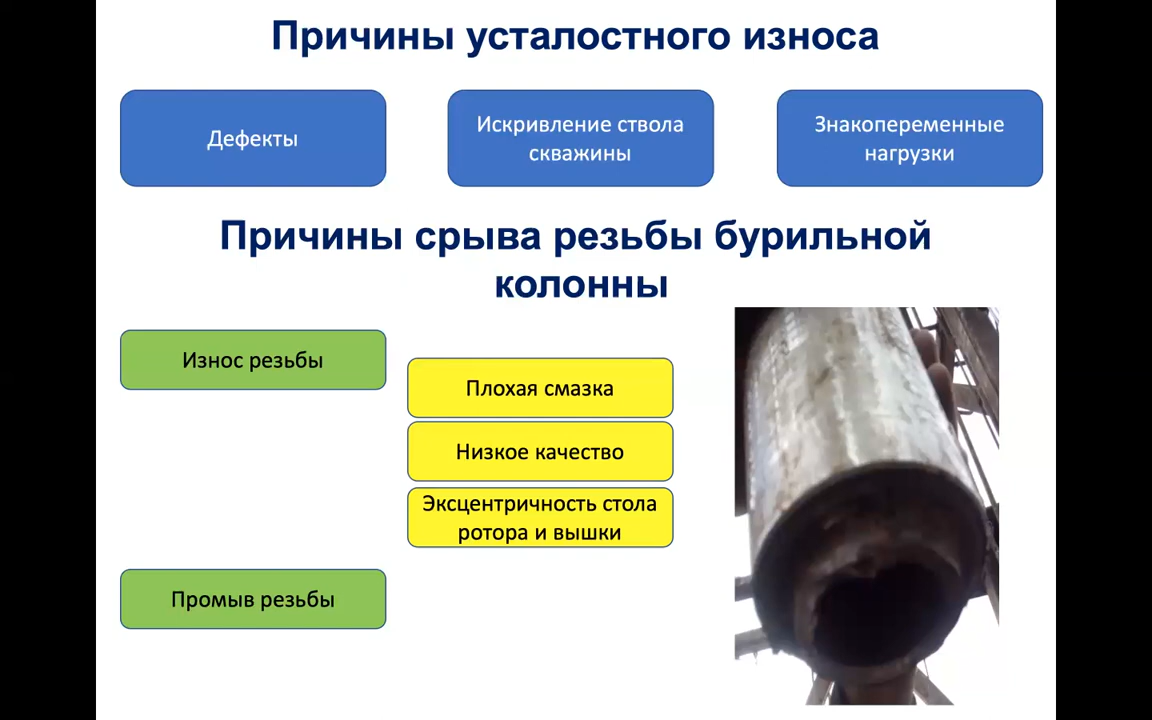 Причины усталостного износа
Дефекты
Искривление ствола
скважины
Знакопеременные
нагрузки
Причины срыва резьбы бурильной
колонны
Износ резьбы
Плохая смазка
Низкое качество
Эксцентричность стола
ротора и вышки
Промыв резьбы